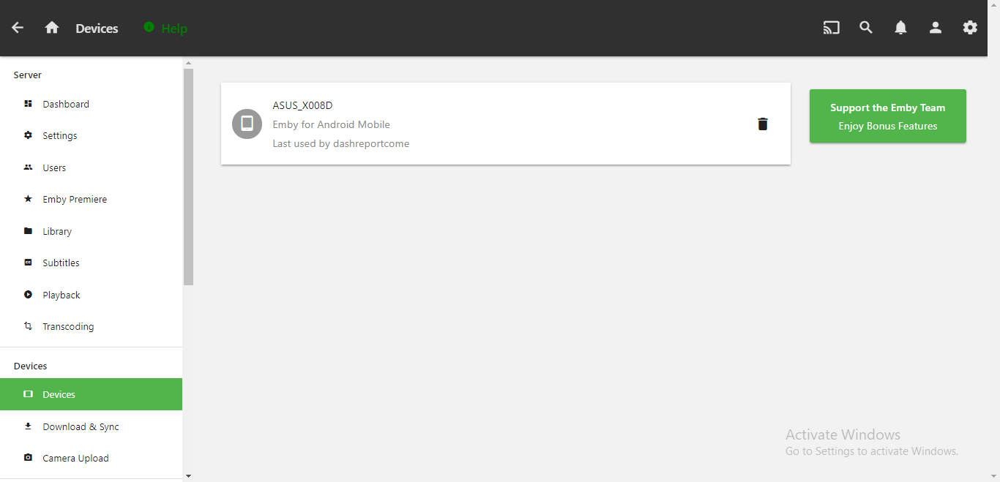 Devices
Help
Server
Dashboard
Settings
Users
Emby Premiere
Library
Subtitles
Playback
Transcoding
Devices
Devices
Download & Sync
Camera Upload
ASUS_X008D
Emby for Android Mobile
Last used by dashreportcome
Support the Emby Team
Enjoy Bonus Features
Activate Windows
Go to Settings to activate Windows.